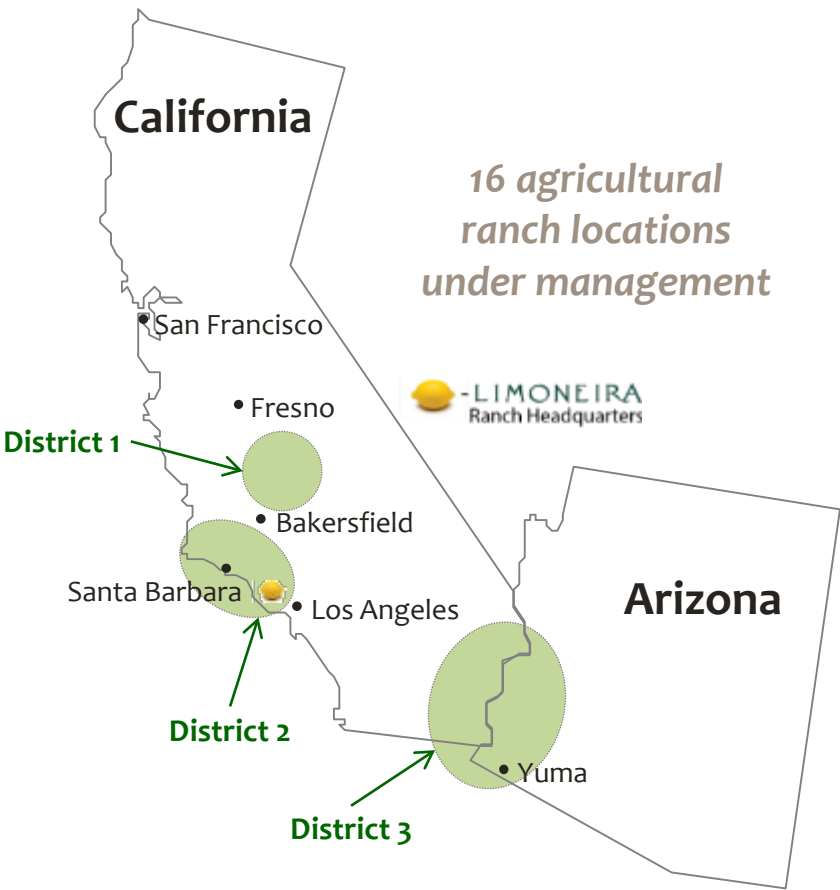 California
16 agricultural
ranch locations
under management
San Francisco
-LIMONEIRA
Ranch Headquarters
Fresno
District 1
Bakersfield
Santa Barbara
Los Angeles
Arizona
District 2
Yuma
District 3